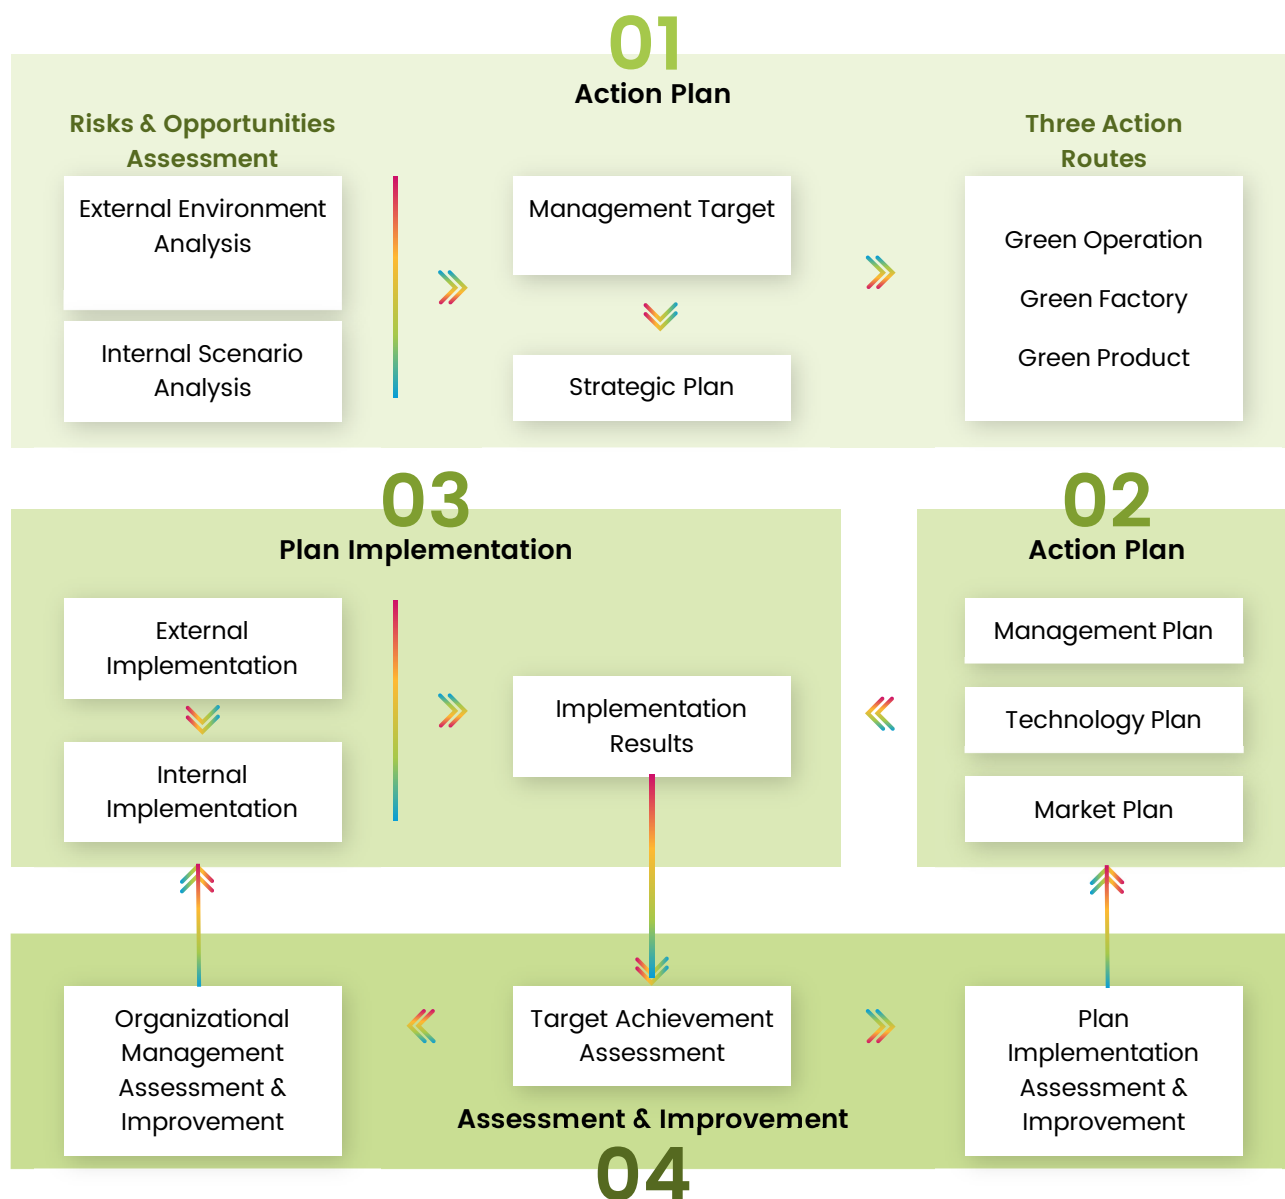 01
Action Plan
Risks & Opportunities
Assessment
External Environment
Analysis
Internal Scenario
Analysis
Management Target
Strategic Plan
Three Action
Routes
Green Operation
Green Factory
Green Product
03
Plan Implementation
External
Implementation
Internal
Implementation
Implementation
Results
02
Action Plan
Management Plan
Technology Plan
Market Plan
Organizational
Management
Assessment &
Improvement
Target Achievement
Assessment
Plan
Implementation
Assessment &
Improvement
Assessment & Improvement
04